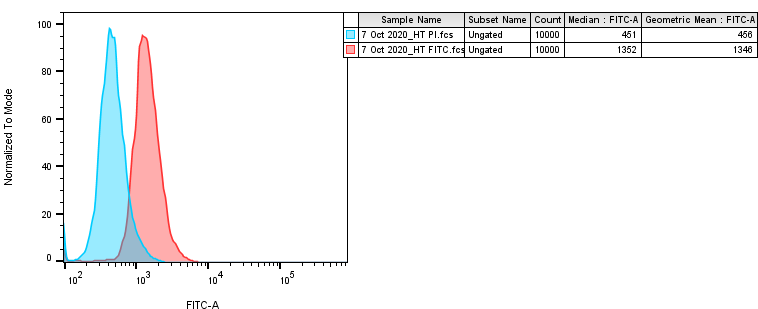 Sample Name Subset Name Count Median : FITC-A Geometric Mean : FITC-A
7 Oct 2020_HT PI.fcs Ungated 10000 451 456
7 Oct 2020_HT FITC.fcs Ungated 10000 1352 1346
Normalized To Mode
100
80
60
40
20
0
10^2 10^3 10^4 10^5
FITC-A